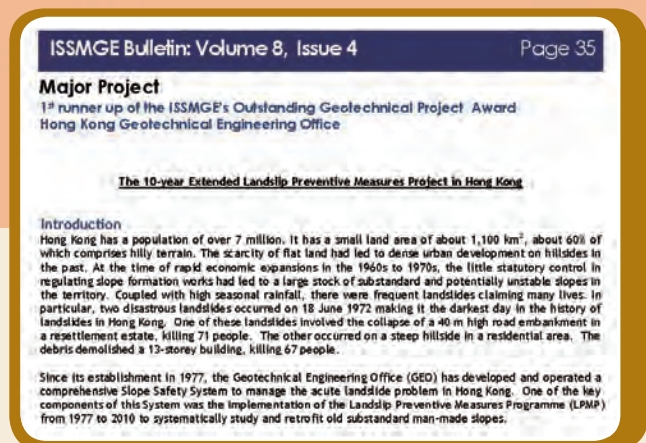 ISSMGE Bulletin: Volume 8, Issue 4 Page 35
Major Project
1st runner up of the ISSMGE's Outstanding Geotechnical Project Award
Hong Kong Geotechnical Engineering Office
The 10-year Extended Landslip Preventive Measures Project in Hong Kong
Introduction
Hong Kong has a population of over 7 million. It has a small land area of about 1,100 km², about 60% of
which comprises hilly terrain. The scarcity of flat land had led to dense urban development on hillsides in
the past. At the time of rapid economic expansions in the 1960s to 1970s, the little statutory control in
regulating slope formation works had led to a large stock of substandard and potentially unstable slopes in
the territory. Coupled with high seasonal rainfall, there were frequent landslides claiming many lives. In
particular, two disastrous landslides occurred on 18 June 1972 making it the darkest day in the history of
landslides in Hong Kong. One of these landslides involved the collapse of a 40 m high road embankment in
a resettlement estate, killing 71 people. The other occurred on a steep hillside in a residential area. The
debris demolished a 13-storey building, killing 67 people.
Since its establishment in 1977, the Geotechnical Engineering Office (GEO) has developed and operated a
comprehensive Slope Safety System to manage the acute landslide problem in Hong Kong. One of the key
components of this System was the implementation of the Landslip Preventive Measures Programme (LPMP)
from 1977 to 2010 to systematically study and retrofit old substandard man-made slopes.